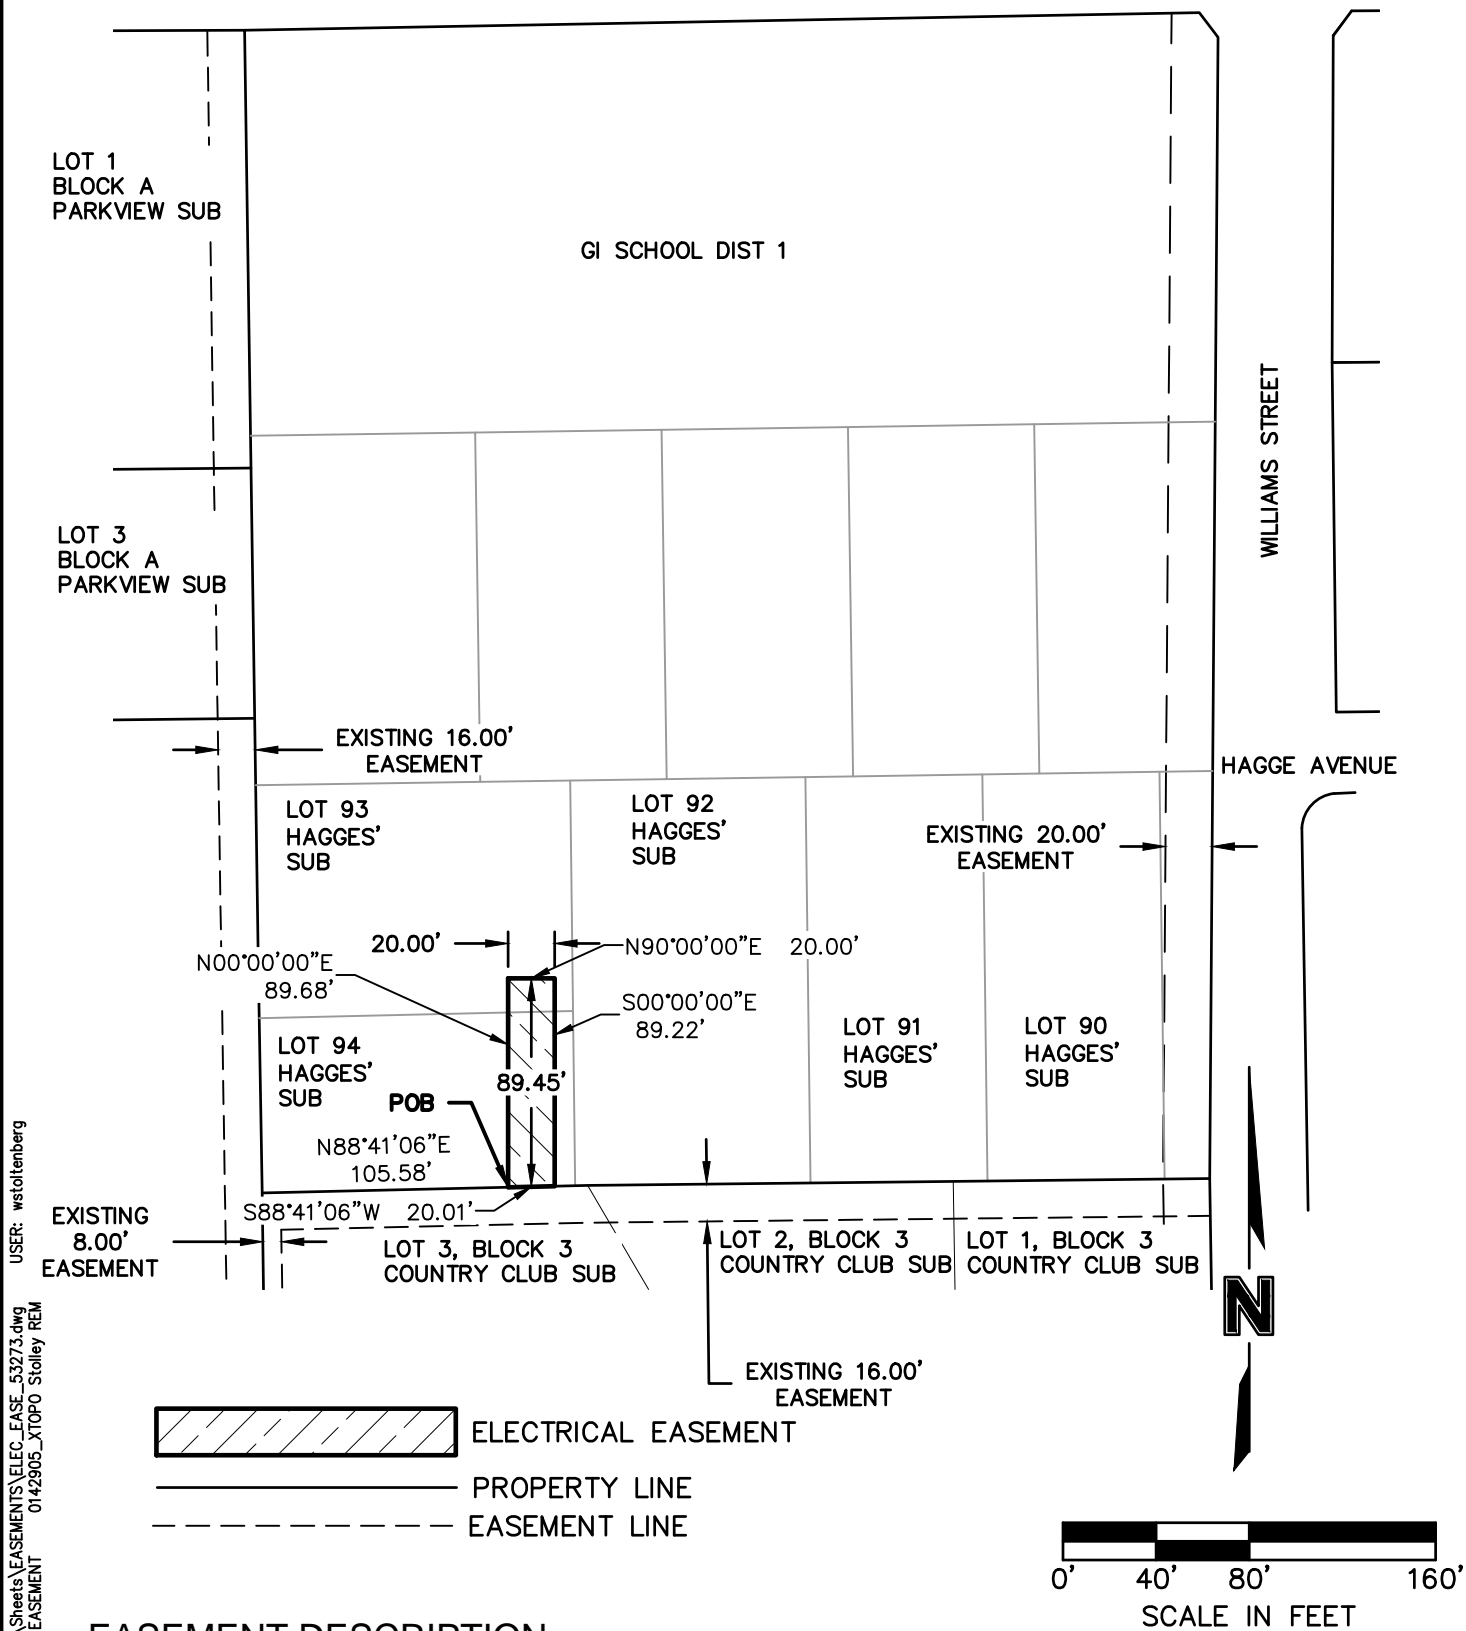 LOT 1
BLOCK A
PARKVIEW SUB
GI SCHOOL DIST 1
WILLIAMS STREET
LOT 3
BLOCK A
PARKVIEW SUB
EXISTING 16.00'
EASEMENT
HAGGE AVENUE
LOT 93
HAGGES'
SUB
LOT 92
HAGGES'
SUB
EXISTING 20.00'
EASEMENT
20.00'
N90°00'00"E 20.00'
N00°00'00"E
89.68'
S00°00'00"E
89.22'
LOT 94
HAGGES'
SUB
LOT 91
HAGGES'
SUB
LOT 90
HAGGES'
SUB
89.45'
POB
N88°41'06"E
105.58'
S88°41'06"W 20.01'
EXISTING
8.00'
EASEMENT
LOT 3, BLOCK 3
COUNTRY CLUB SUB
LOT 2, BLOCK 3
COUNTRY CLUB SUB
LOT 1, BLOCK 3
COUNTRY CLUB SUB
N
EXISTING 16.00'
EASEMENT
ELECTRICAL EASEMENT
PROPERTY LINE
EASEMENT LINE
0' 40' 80' 160'
SCALE IN FEET
USER: wstoltenberg
\Sheets\EASEMENTS\ELEC_EASE_53273.dwg
EASEMENT 0142905_XTOPO Stolley REM
EASEMENT DESCRIPTION